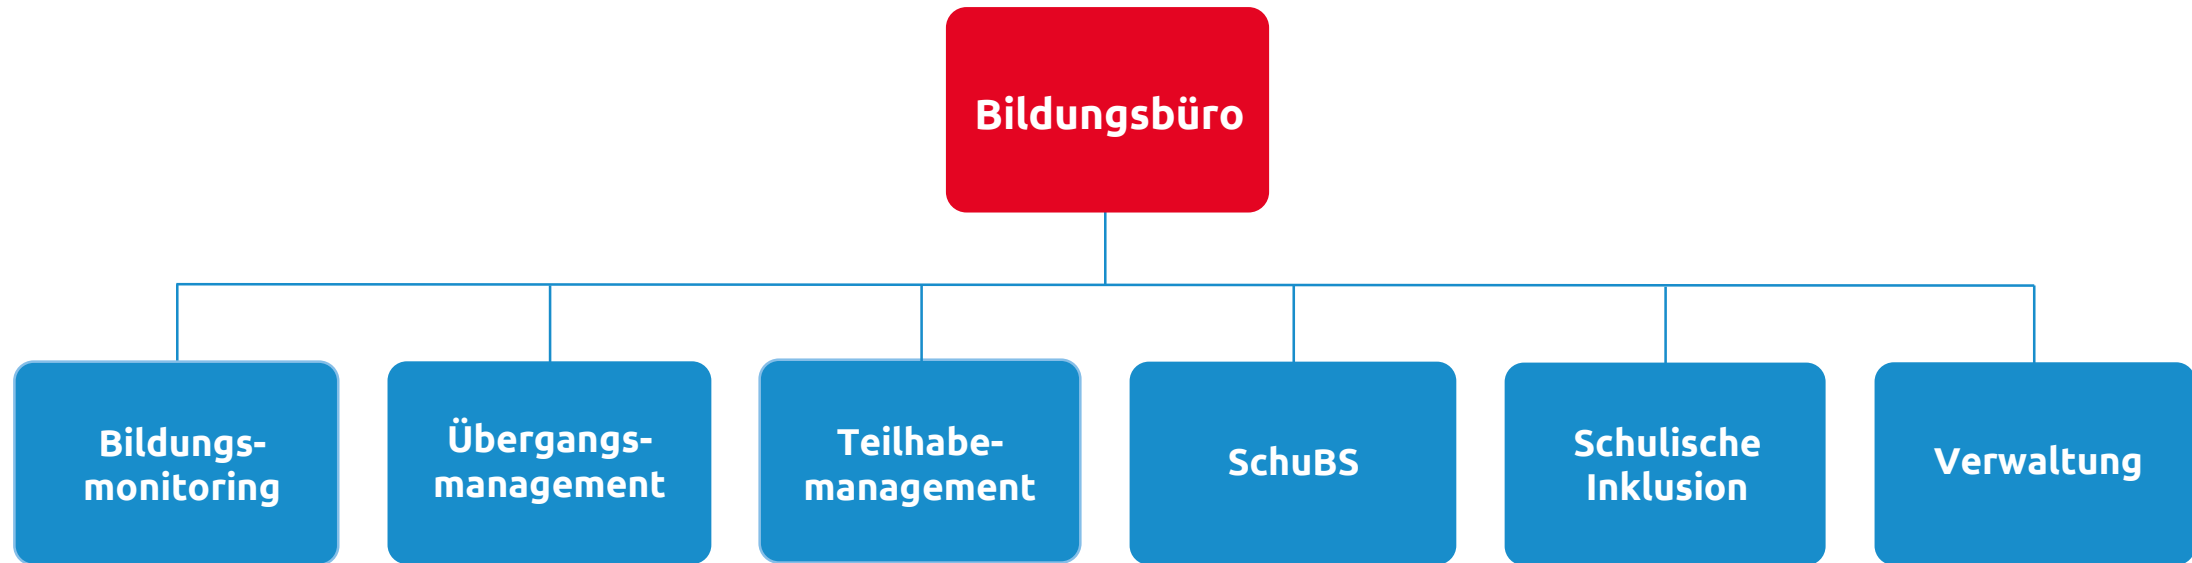 Bildungsbüro
Bildungs-
monitoring
Übergangs-
management
Teilhabe-
management
SchuBS
Schulische
Inklusion
Verwaltung